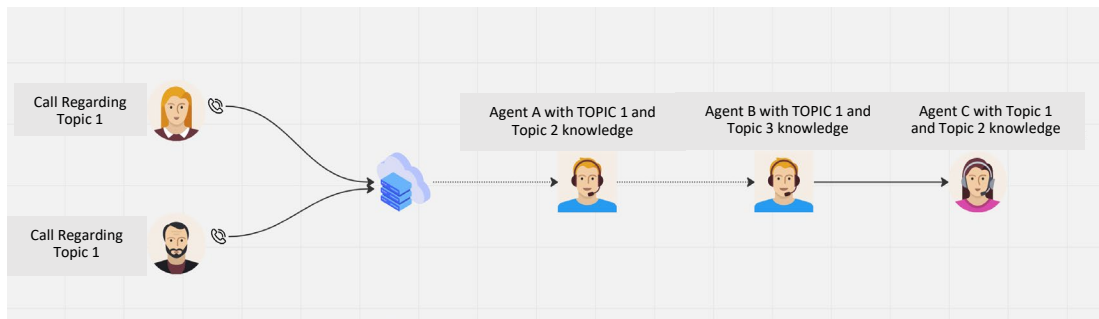 Call Regarding
Topic 1
Call Regarding
Topic 1
Agent A with TOPIC 1 and
Topic 2 knowledge
Agent B with TOPIC 1 and
Topic 3 knowledge
Agent C with Topic 1
and Topic 2 knowledge